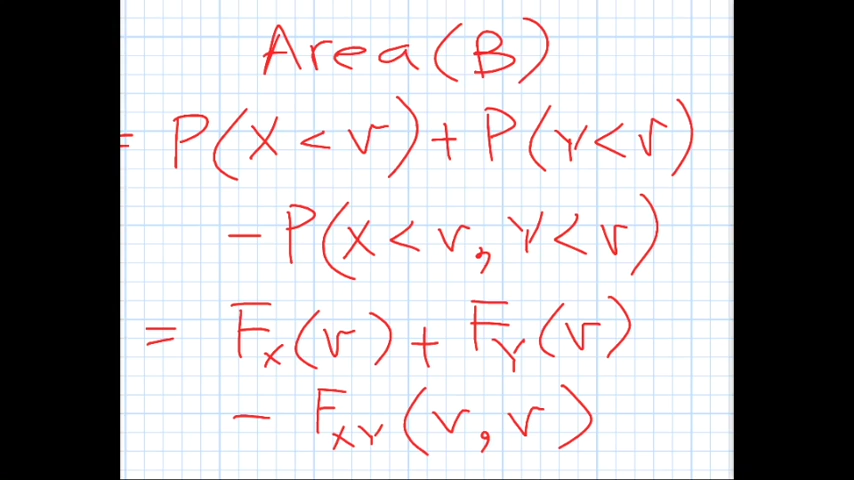 Area(B)
= P(X < v) + P(Y < v)
- P(X < v, Y < v)
= F_X(v) + F_Y(v)
- F_XY(v, v)